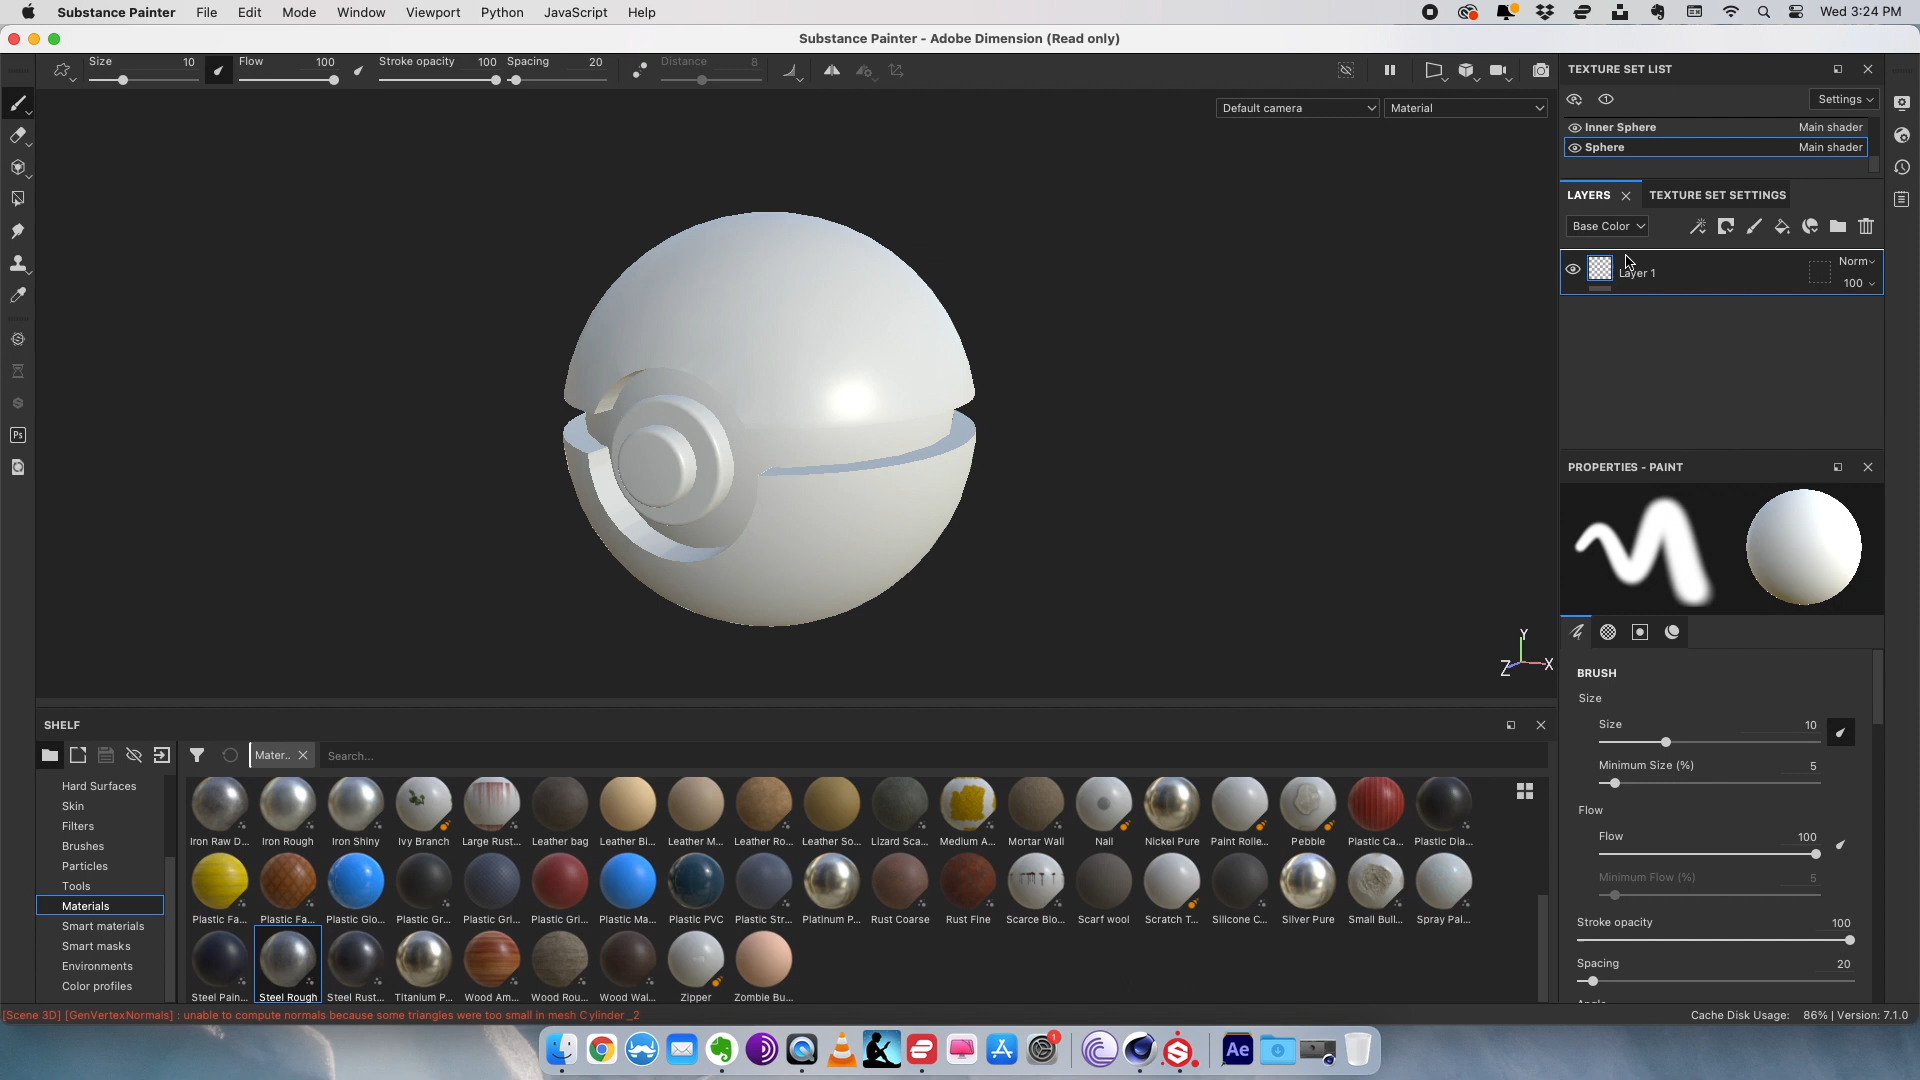 Substance Painter File Edit Mode Window Viewport Python JavaScript Help Wed 3:24 PM
Substance Painter - Adobe Dimension (Read only)
Size 10 Flow 100 Stroke opacity 100 Spacing 20 Distance 8
Default camera Material
TEXTURE SET LIST
Settings
Inner Sphere Main shader
Sphere Main shader
LAYERS TEXTURE SET SETTINGS
Base Color
Layer 1 Norm
100
PROPERTIES - PAINT
Y
Z X
BRUSH
Size
Size 10
Minimum Size (%) 5
Flow
Flow 100
Minimum Flow (%) 5
Stroke opacity 100
Spacing 20
SHELF
Mater.. Search...
Hard Surfaces
Skin
Filters
Brushes
Particles
Tools
Materials
Smart materials
Smart masks
Environments
Color profiles
Iron Raw D... Iron Rough Iron Shiny Ivy Branch Large Rust... Leather bag Leather Bi... Leather M... Leather Ro... Leather So... Lizard Sca... Medium A... Mortar Wall Nail Nickel Pure Paint Rolle... Pebble Plastic Ca... Plastic Dia...
Plastic Fa... Plastic Fa... Plastic Glo... Plastic Gr... Plastic Gri... Plastic Gri... Plastic Ma... Plastic PVC Plastic Str... Platinum P... Rust Coarse Rust Fine Scarce Blo... Scarf wool Scratch T... Silicone C... Silver Pure Small Bull... Spray Pai...
Steel Pain... Steel Rough Steel Rust... Titanium P... Wood Am... Wood Rou... Wood Wal... Zipper Zombie Bu...
[Scene 3D] [GenVertexNormals] : unable to compute normals because some triangles were too small in mesh Cylinder_2 Cache Disk Usage: 86% | Version: 7.1.0
Ps
Ae
1